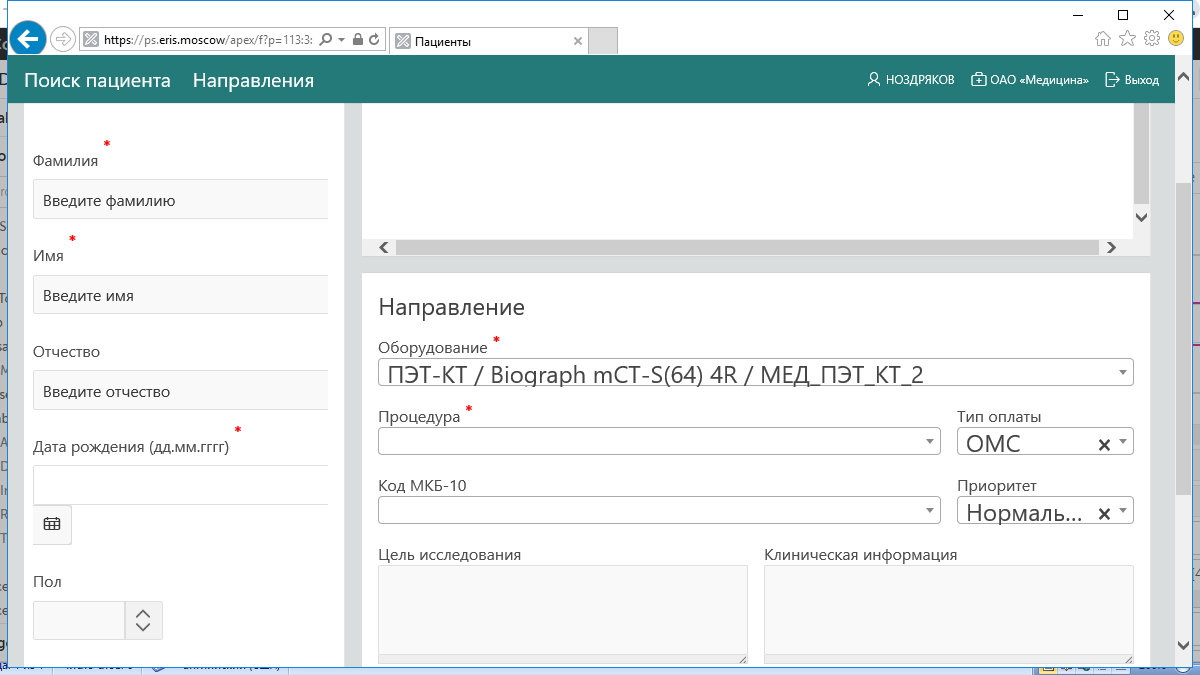 https://ps.eris.moscow/apex/f?p=113:3:
Пациенты
Поиск пациента
Направления
НОЗДРЯКОВ
ОАО «Медицина»
Выход
Фамилия *
Введите фамилию
Имя *
Введите имя
Отчество
Введите отчество
Дата рождения (дд.мм.гггг) *
Пол
Направление
Оборудование *
ПЭТ-КТ / Biograph mCT-S(64) 4R / МЕД_ПЭТ_КТ_2
Процедура *
Тип оплаты
ОМС
Код МКБ-10
Приоритет
Нормаль...
Цель исследования
Клиническая информация